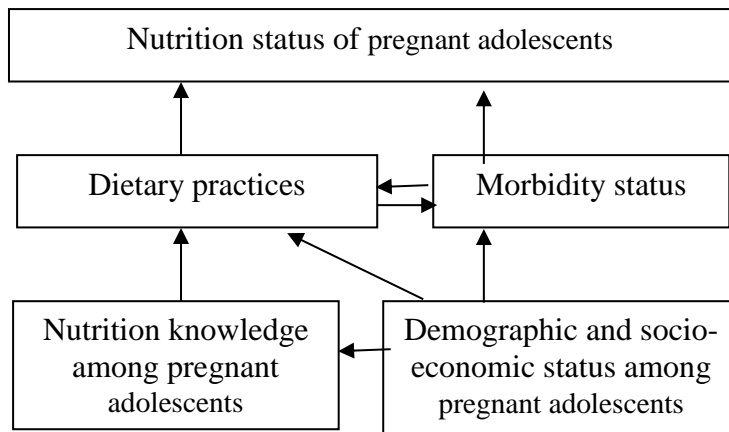 Nutrition status of pregnant adolescents
Dietary practices
Morbidity status
Nutrition knowledge
among pregnant
adolescents
Demographic and socio-
economic status among
pregnant adolescents